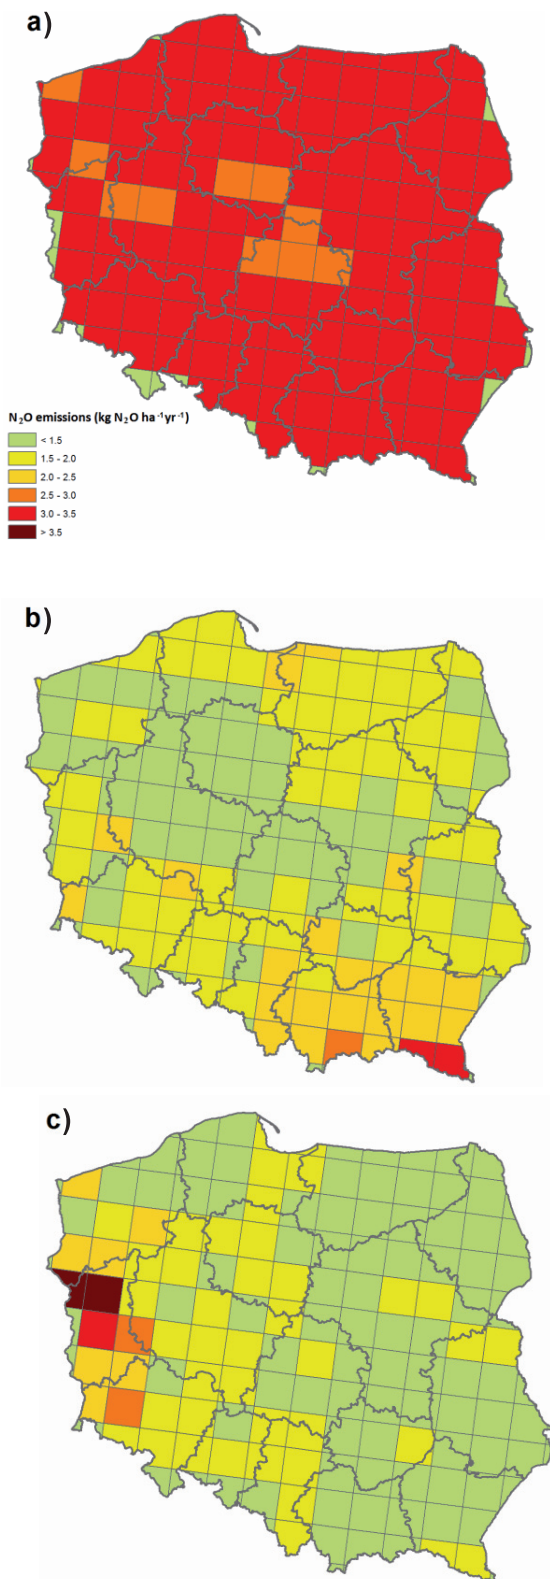 a)
N₂O emissions (kg N₂O ha⁻¹yr⁻¹)
< 1.5
1.5 - 2.0
2.0 - 2.5
2.5 - 3.0
3.0 - 3.5
> 3.5
b)
c)